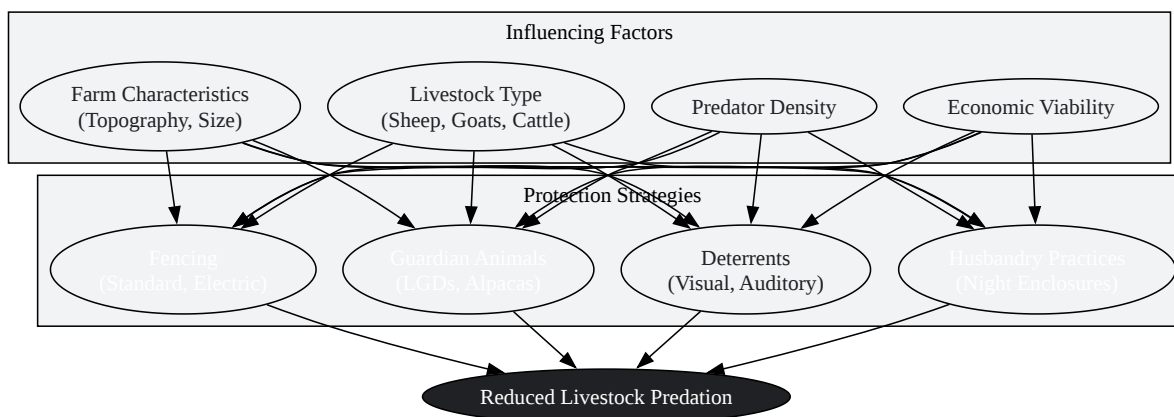 Influencing Factors
Farm Characteristics
(Topography, Size)
Livestock Type
(Sheep, Goats, Cattle)
Predator Density
Economic Viability
Protection Strategies
Fencing
(Standard, Electric)
Guardian Animals
(LGDs, Alpacas)
Deterrents
(Visual, Auditory)
Husbandry Practices
(Night Enclosures)
Reduced Livestock Predation